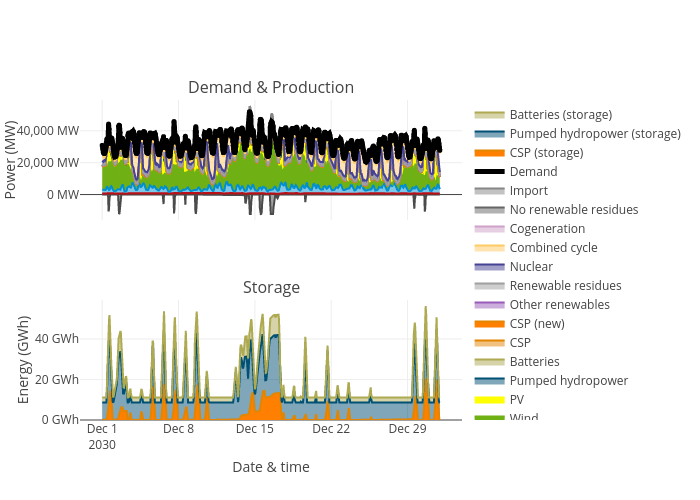 Demand & Production
Power (MW)
40,000 MW
20,000 MW
0 MW
Storage
Energy (GWh)
40 GWh
20 GWh
0 GWh
Dec 1
2030
Dec 8
Dec 15
Dec 22
Dec 29
Date & time
Batteries (storage)
Pumped hydropower (storage)
CSP (storage)
Demand
Import
No renewable residues
Cogeneration
Combined cycle
Nuclear
Renewable residues
Other renewables
CSP (new)
CSP
Batteries
Pumped hydropower
PV
Wind